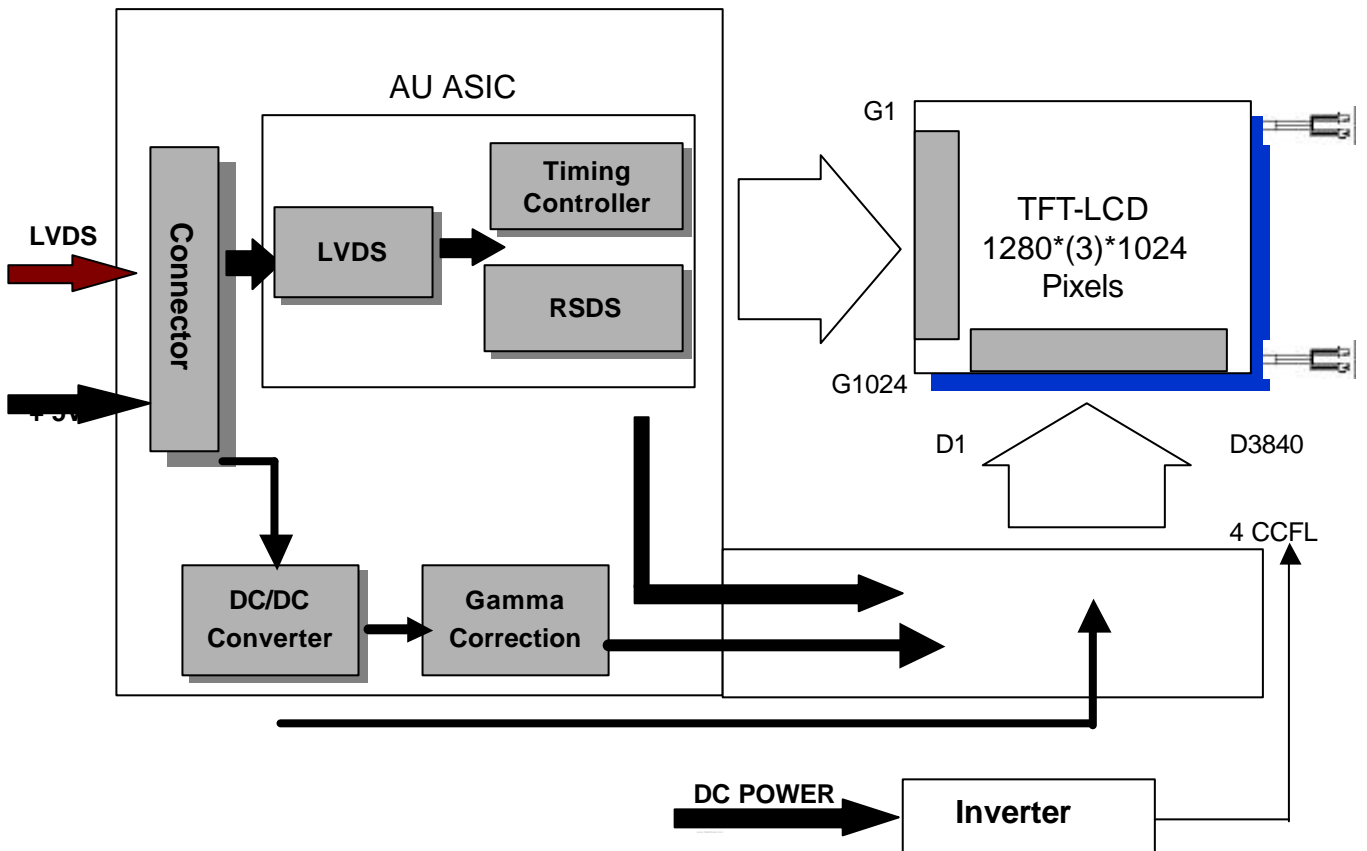 AU ASIC
G1
Timing
Controller
TFT-LCD
1280*(3)*1024
Pixels
LVDS
Connector
LVDS
RSDS
G1024
D1
D3840
4 CCFL
DC/DC
Converter
Gamma
Correction
DC POWER
Inverter